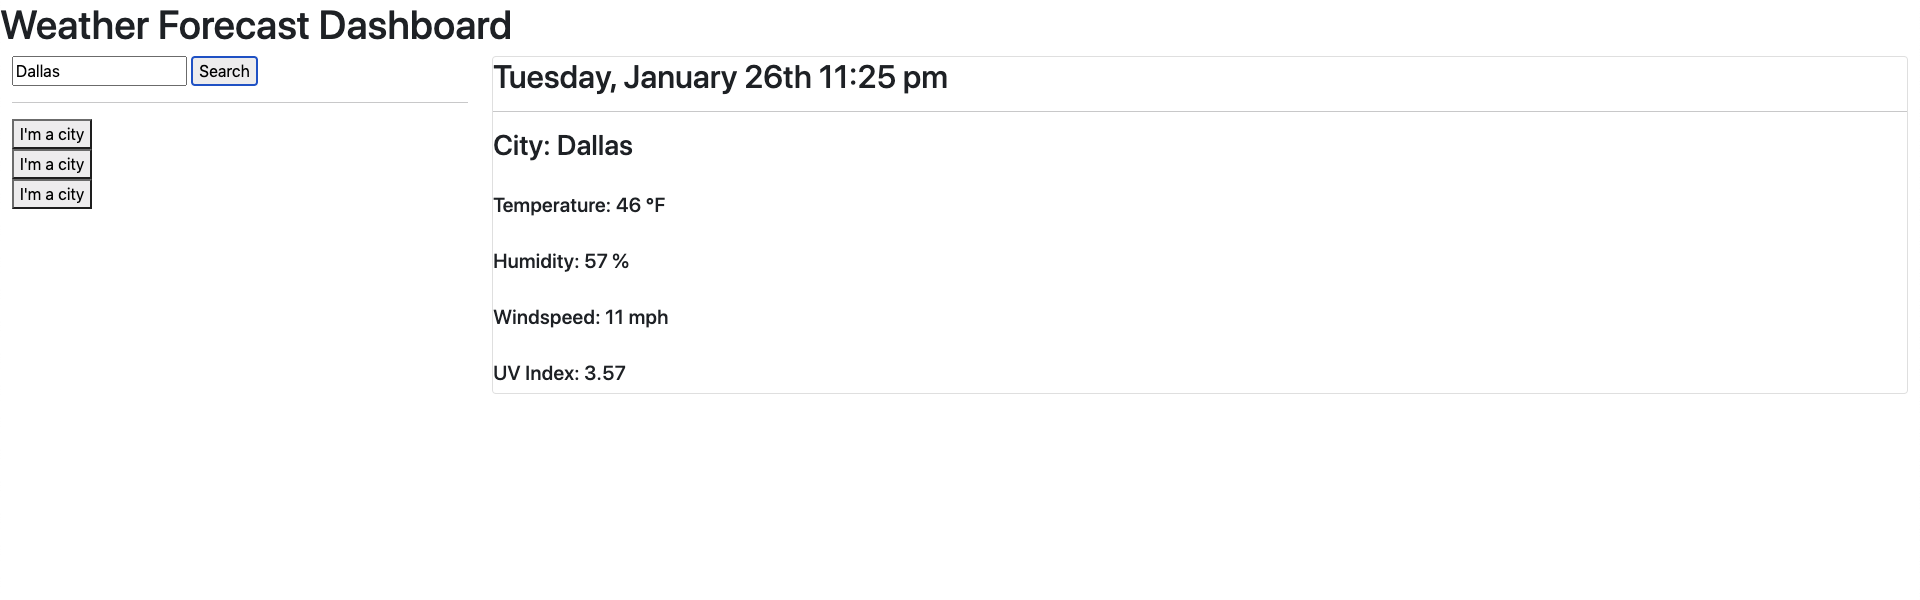 Weather Forecast Dashboard
Dallas Search
I'm a city
I'm a city
I'm a city
Tuesday, January 26th 11:25 pm
City: Dallas
Temperature: 46 °F
Humidity: 57 %
Windspeed: 11 mph
UV Index: 3.57